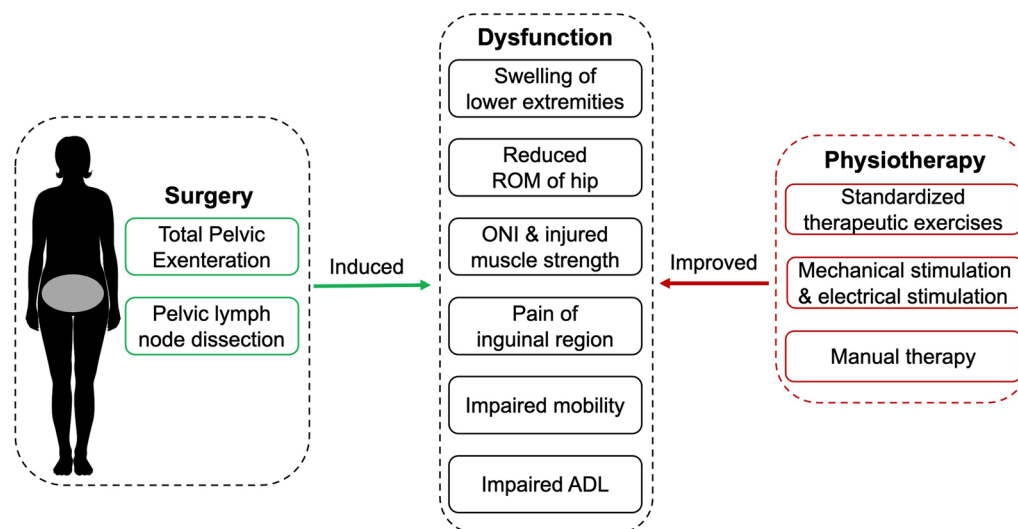 Surgery
Total Pelvic
Exenteration
Pelvic lymph
node dissection
Induced
Dysfunction
Swelling of
lower extremities
Reduced
ROM of hip
ONI & injured
muscle strength
Pain of
inguinal region
Impaired mobility
Impaired ADL
Improved
Physiotherapy
Standardized
therapeutic exercises
Mechanical stimulation
& electrical stimulation
Manual therapy